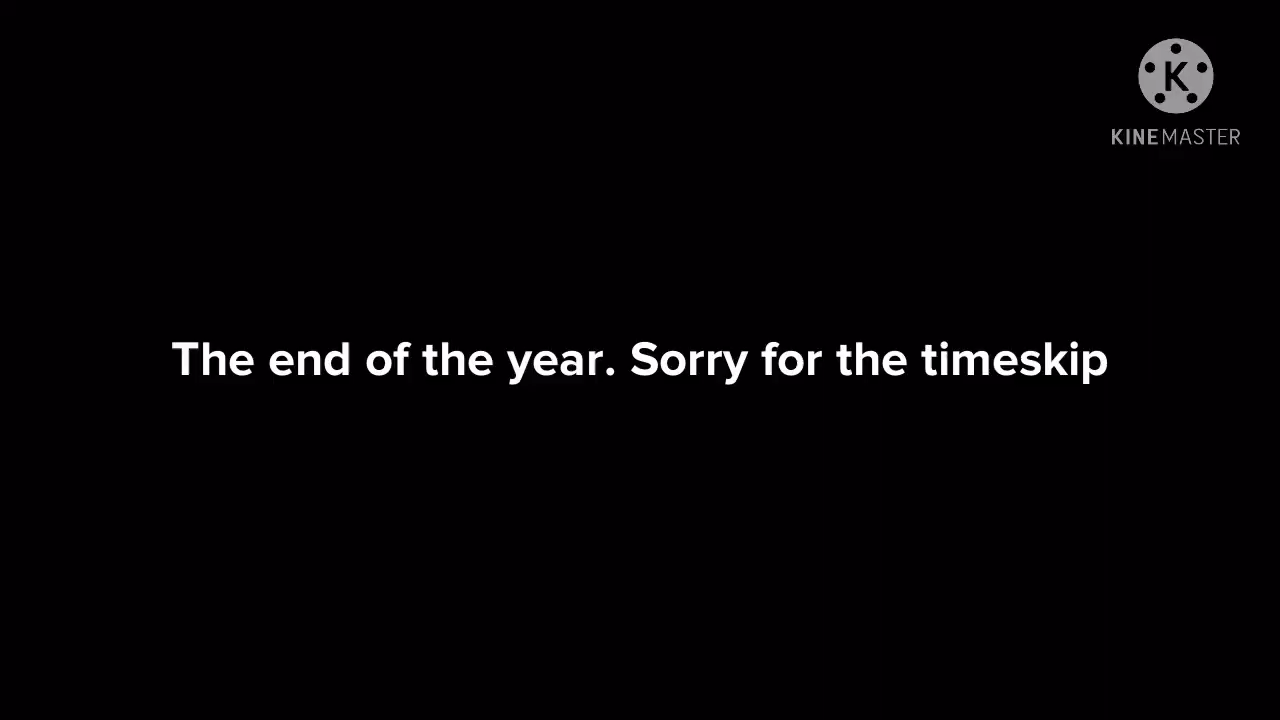 K
KINEMASTER
The end of the year. Sorry for the timeskip